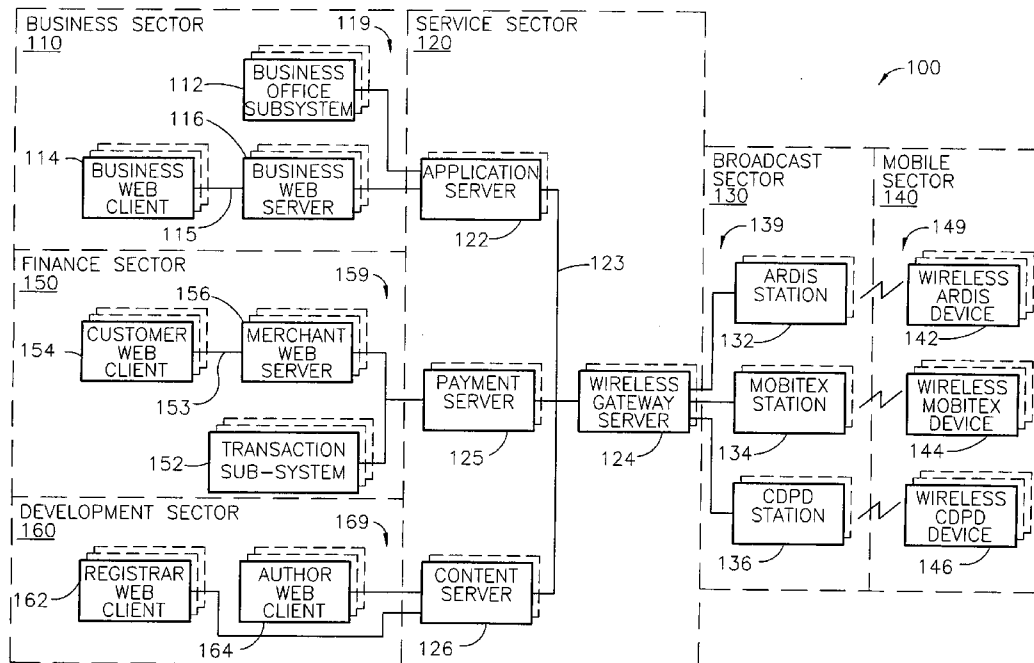 BUSINESS SECTOR
110
119
SERVICE SECTOR
120
100
112
BUSINESS
OFFICE
SUBSYSTEM
116
114
BUSINESS
WEB
CLIENT
BUSINESS
WEB
SERVER
115
APPLICATION
SERVER
122
123
BROADCAST
SECTOR
130
MOBILE
SECTOR
140
139
149
ARDIS
STATION
132
WIRELESS
ARDIS
DEVICE
142
FINANCE SECTOR
150
159
156
154
CUSTOMER
WEB
CLIENT
MERCHANT
WEB
SERVER
153
152
TRANSACTION
SUB-SYSTEM
PAYMENT
SERVER
125
WIRELESS
GATEWAY
SERVER
124
MOBITEX
STATION
134
WIRELESS
MOBITEX
DEVICE
144
CDPD
STATION
136
WIRELESS
CDPD
DEVICE
146
DEVELOPMENT SECTOR
160
169
162
REGISTRAR
WEB
CLIENT
AUTHOR
WEB
CLIENT
164
CONTENT
SERVER
126